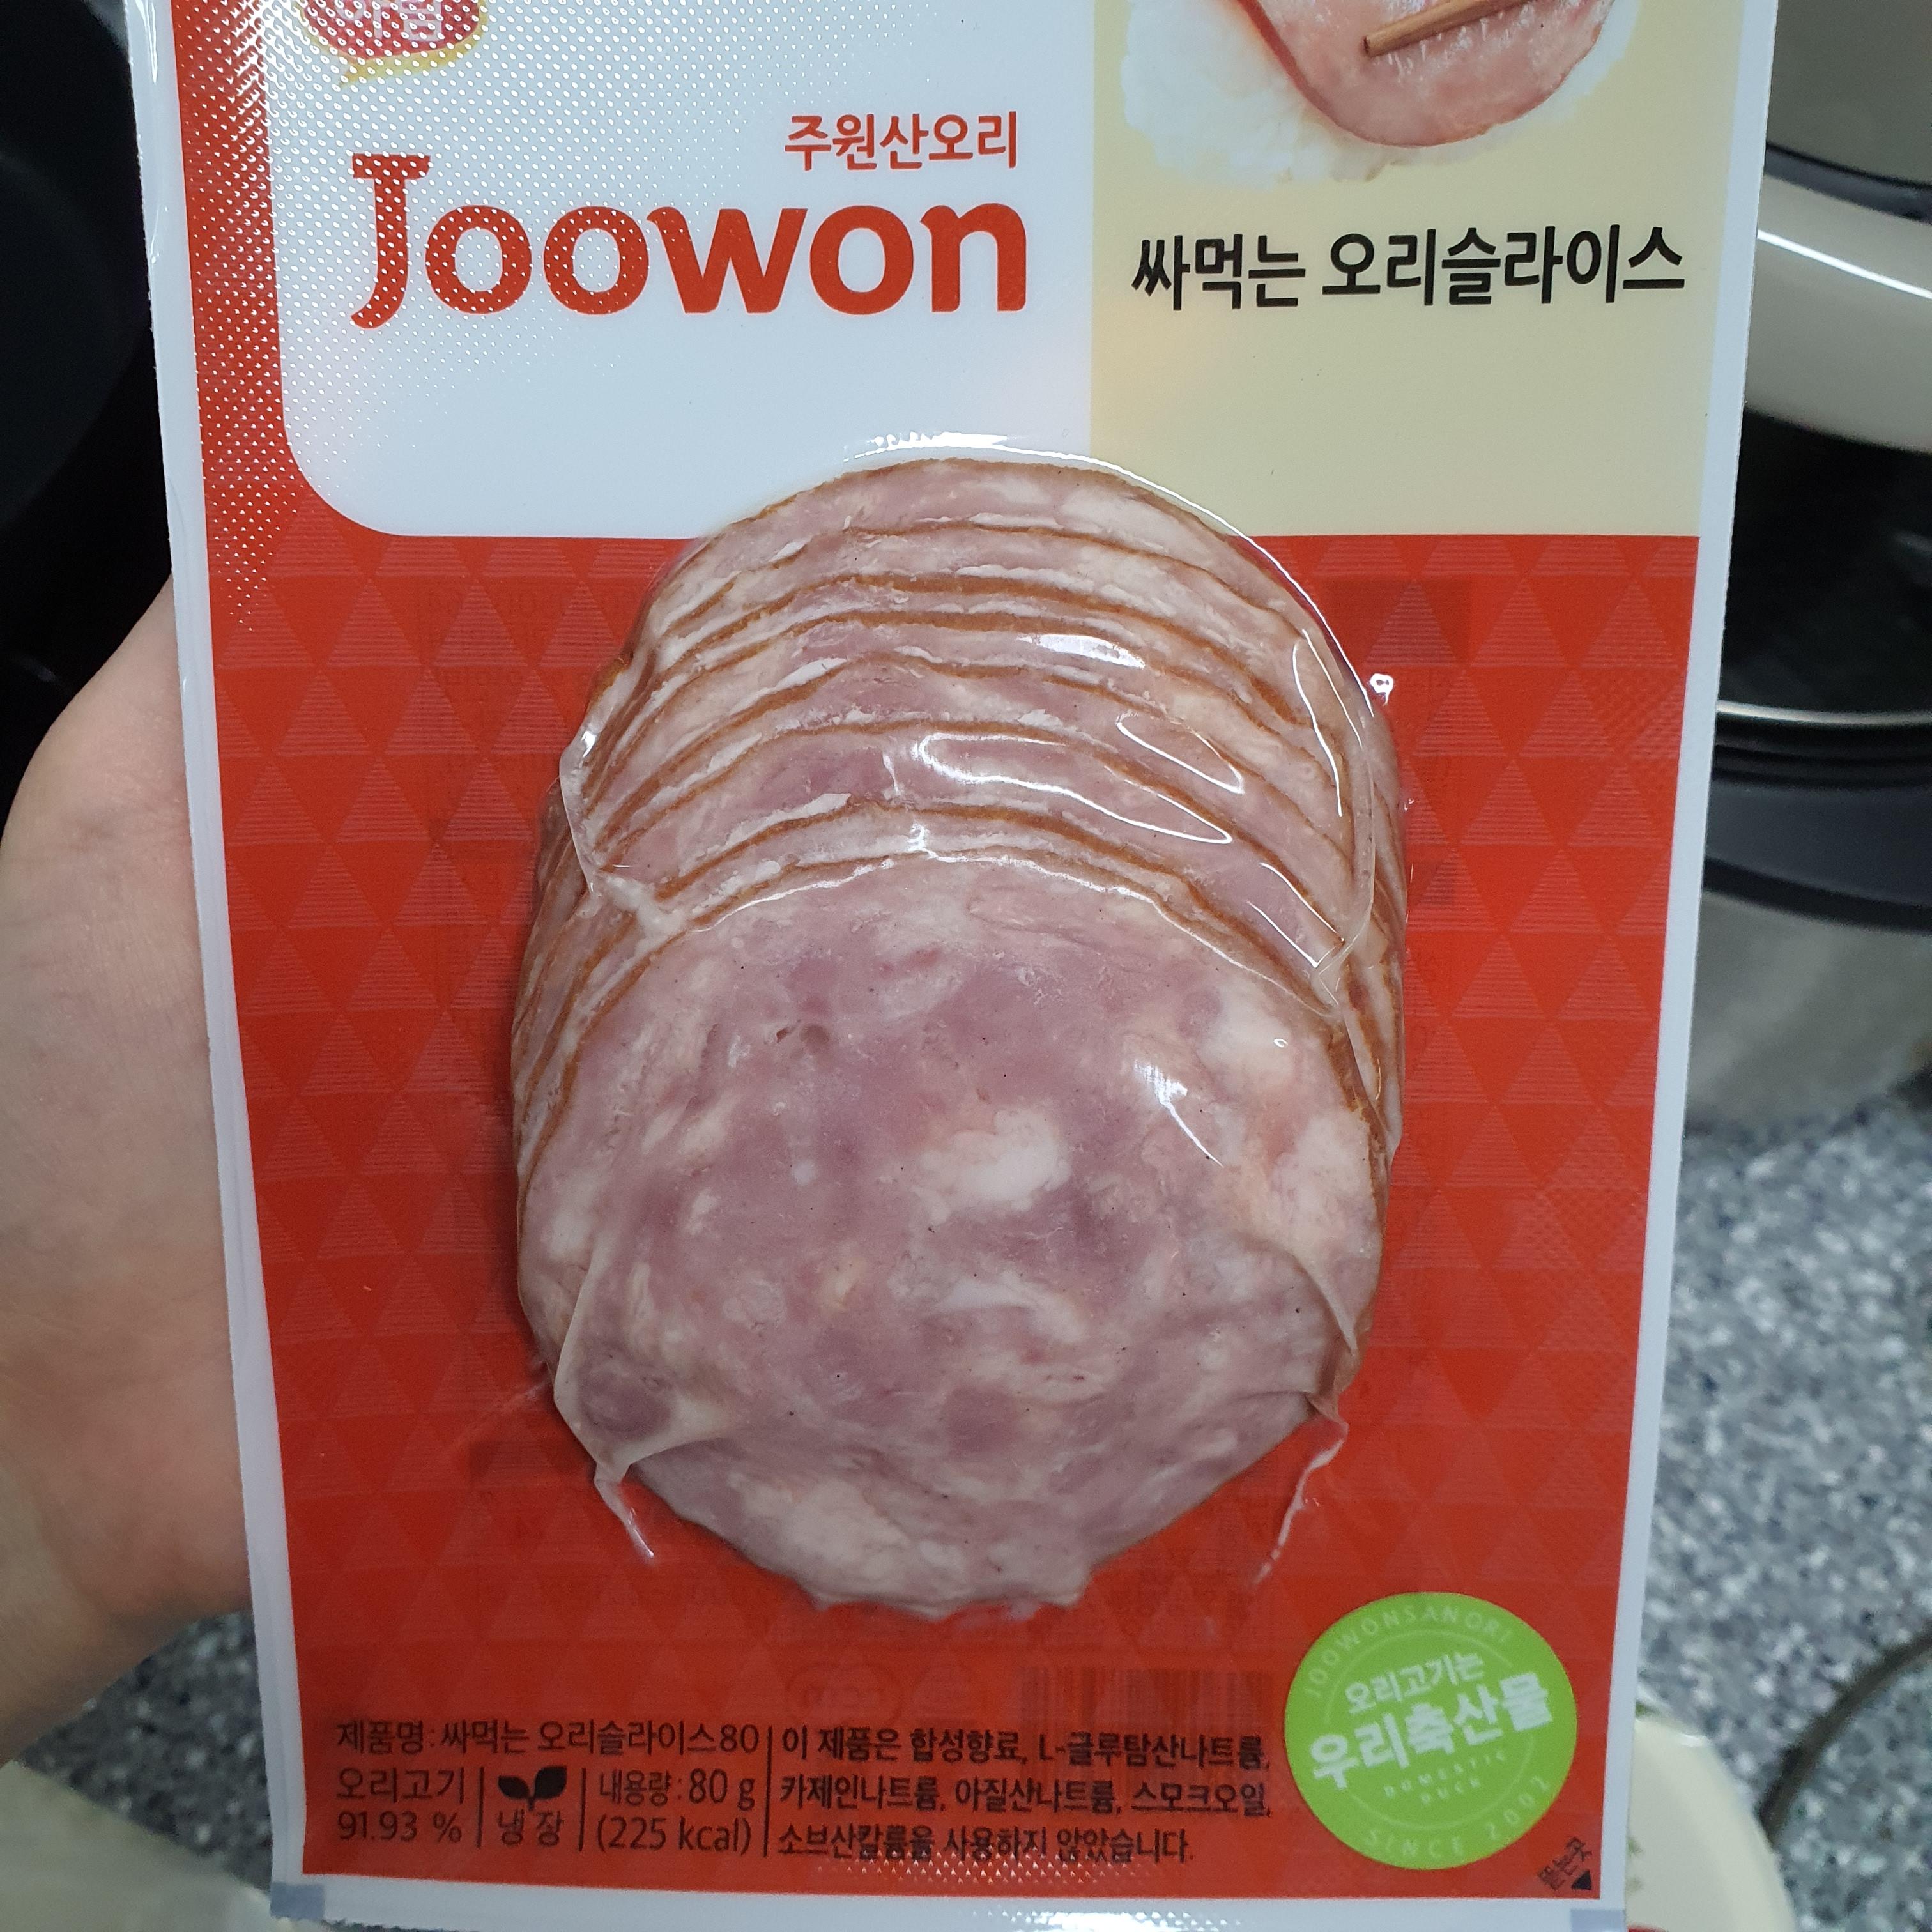 주원산오리
Joowon
싸먹는 오리슬라이스
제품명: 싸먹는 오리슬라이스80
오리고기
91.93 %
냉장
내용량: 80 g
(225 kcal)
이 제품은 합성향료, L-글루탐산나트륨,
카제인나트륨, 아질산나트륨, 스모크오일,
소브산칼륨을 사용하지 않았습니다.
JOOWONSANORI
오리고기는
우리축산물
DOMESTIC
DUCK
SINCE 2002
뜯는곳